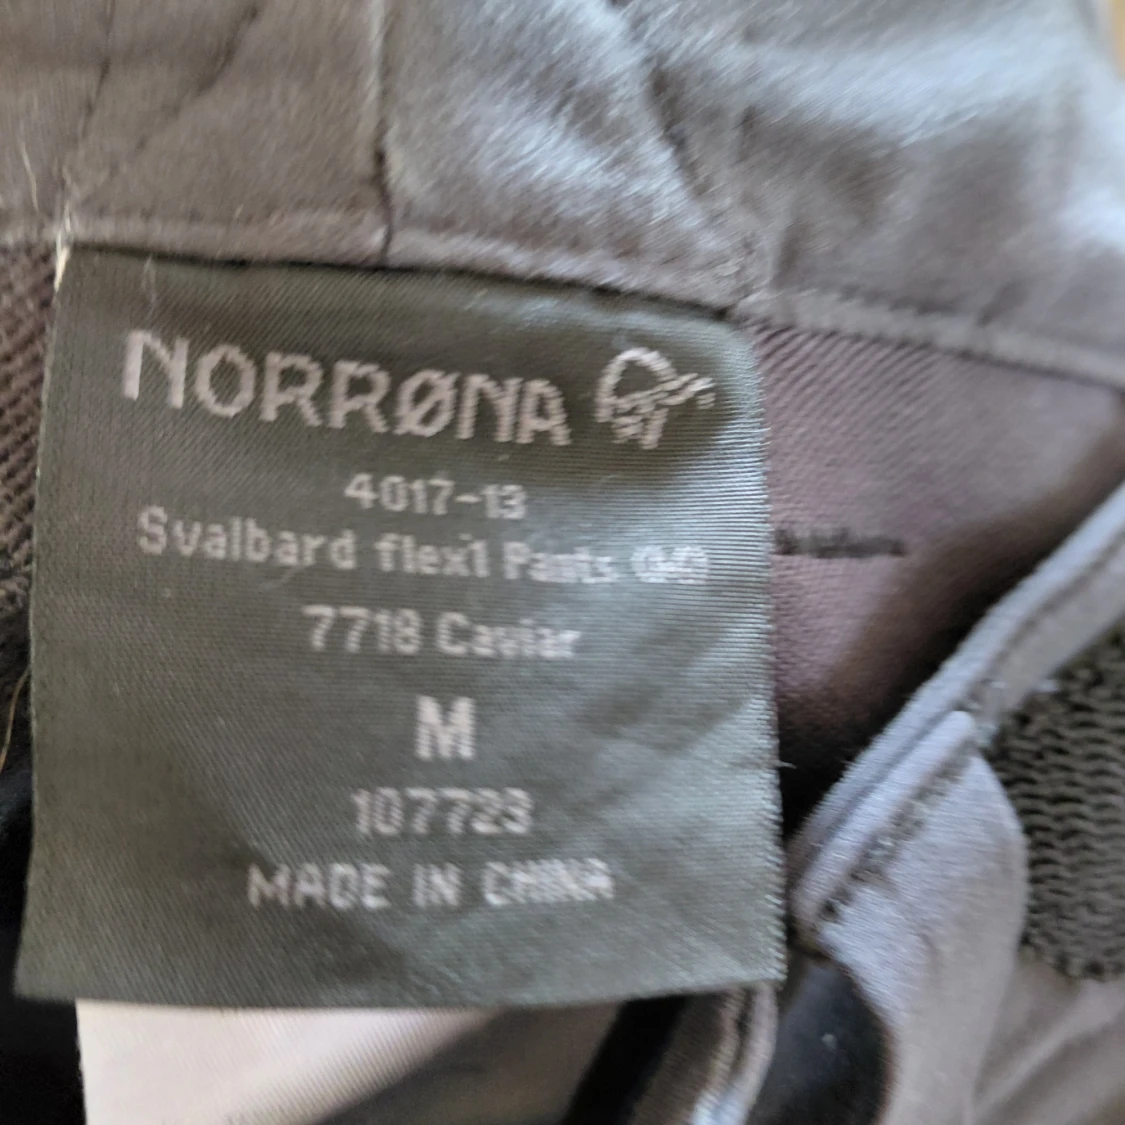 NORRØNA
4017-13
Svalbard flex1 Pants (M)
7718 Caviar
M
107723
MADE IN CHINA